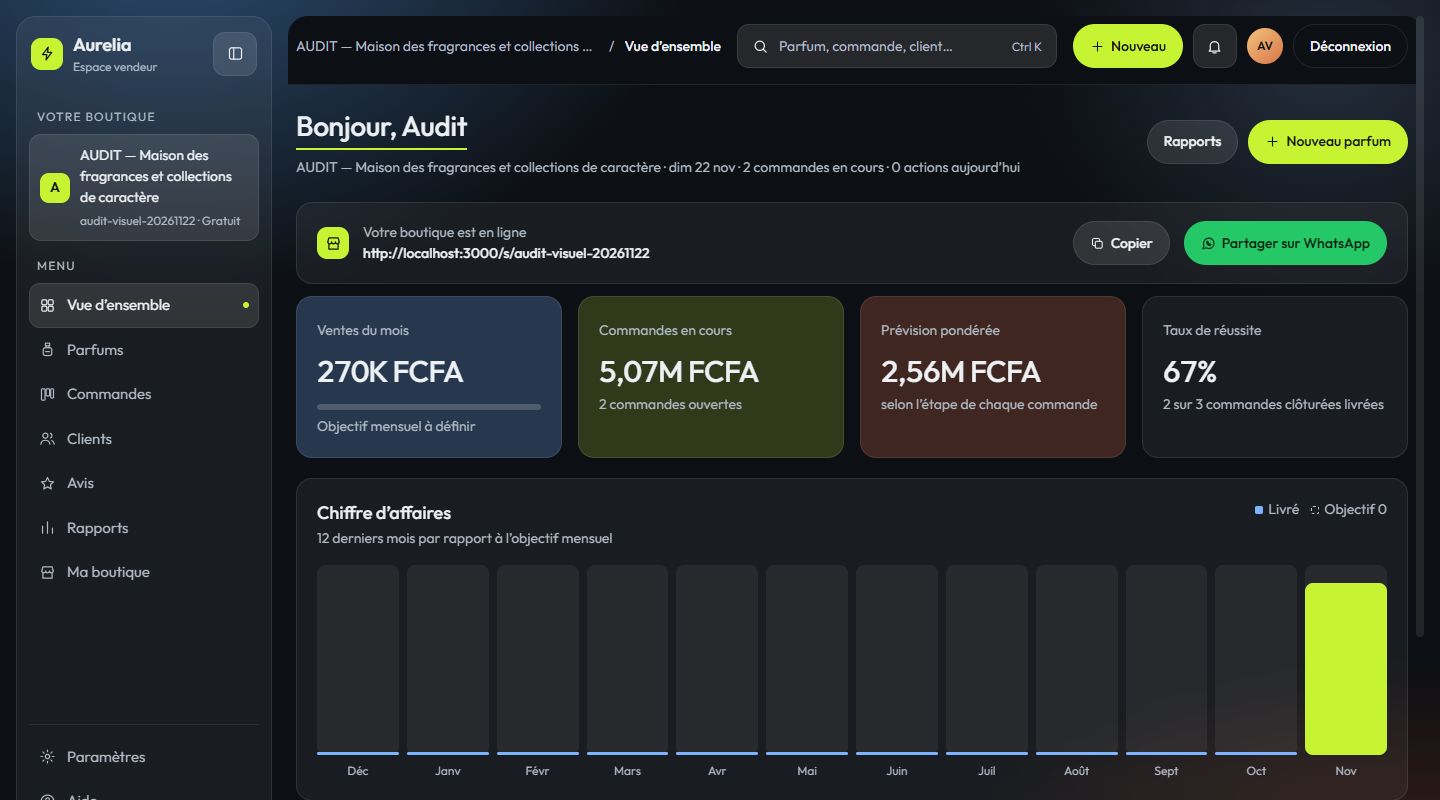 Aurelia
Espace vendeur
VOTRE BOUTIQUE
A
AUDIT — Maison des
fragrances et collections
de caractère
audit-visuel-20261122 · Gratuit
MENU
Vue d’ensemble
Parfums
Commandes
Clients
Avis
Rapports
Ma boutique
Paramètres
Aide
AUDIT — Maison des fragrances et collections ... / Vue d’ensemble
Parfum, commande, client… Ctrl K
Nouveau
AV
Déconnexion
Bonjour, Audit
AUDIT — Maison des fragrances et collections de caractère · dim 22 nov · 2 commandes en cours · 0 actions aujourd’hui
Rapports
Nouveau parfum
Votre boutique est en ligne
http://localhost:3000/s/audit-visuel-20261122
Copier
Partager sur WhatsApp
Ventes du mois
270K FCFA
Objectif mensuel à définir
Commandes en cours
5,07M FCFA
2 commandes ouvertes
Prévision pondérée
2,56M FCFA
selon l’étape de chaque commande
Taux de réussite
67%
2 sur 3 commandes clôturées livrées
Chiffre d’affaires
12 derniers mois par rapport à l’objectif mensuel
Livré Objectif 0
Déc Janv Févr Mars Avr Mai Juin Juil Août Sept Oct Nov